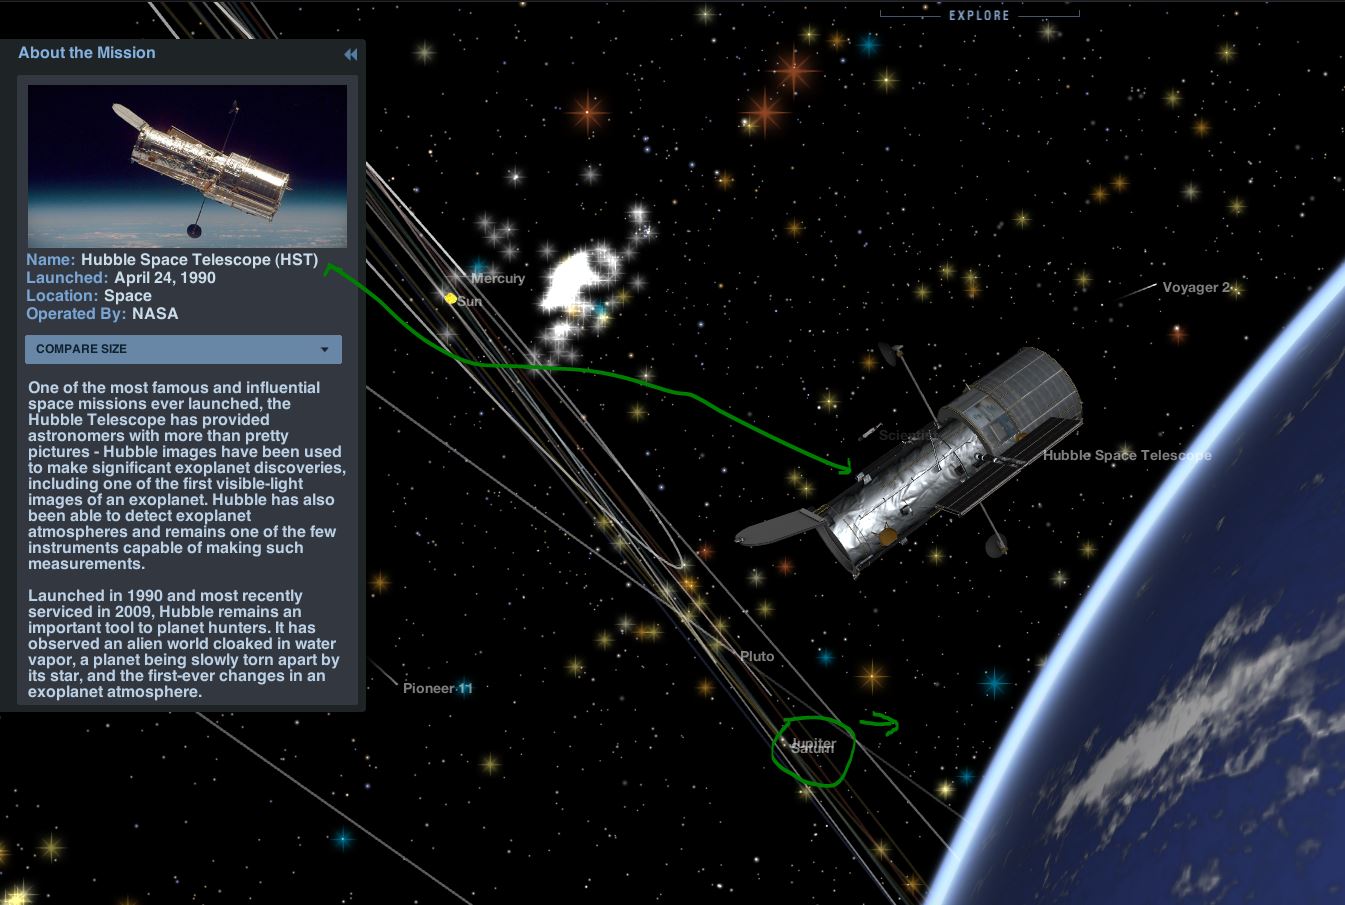 EXPLORE
About the Mission
Name: Hubble Space Telescope (HST)
Launched: April 24, 1990
Location: Space
Operated By: NASA
COMPARE SIZE
One of the most famous and influential
space missions ever launched, the
Hubble Telescope has provided
astronomers with more than pretty
pictures - Hubble images have been used
to make significant exoplanet discoveries,
including one of the first visible-light
images of an exoplanet. Hubble has also
been able to detect exoplanet
atmospheres and remains one of the few
instruments capable of making such
measurements.
Launched in 1990 and most recently
serviced in 2009, Hubble remains an
important tool to planet hunters. It has
observed an alien world cloaked in water
vapor, a planet being slowly torn apart by
its star, and the first-ever changes in an
exoplanet atmosphere.
Mercury
Sun
Voyager 2
Hubble Space Telescope
Pluto
Pioneer 11
Jupiter
Saturn